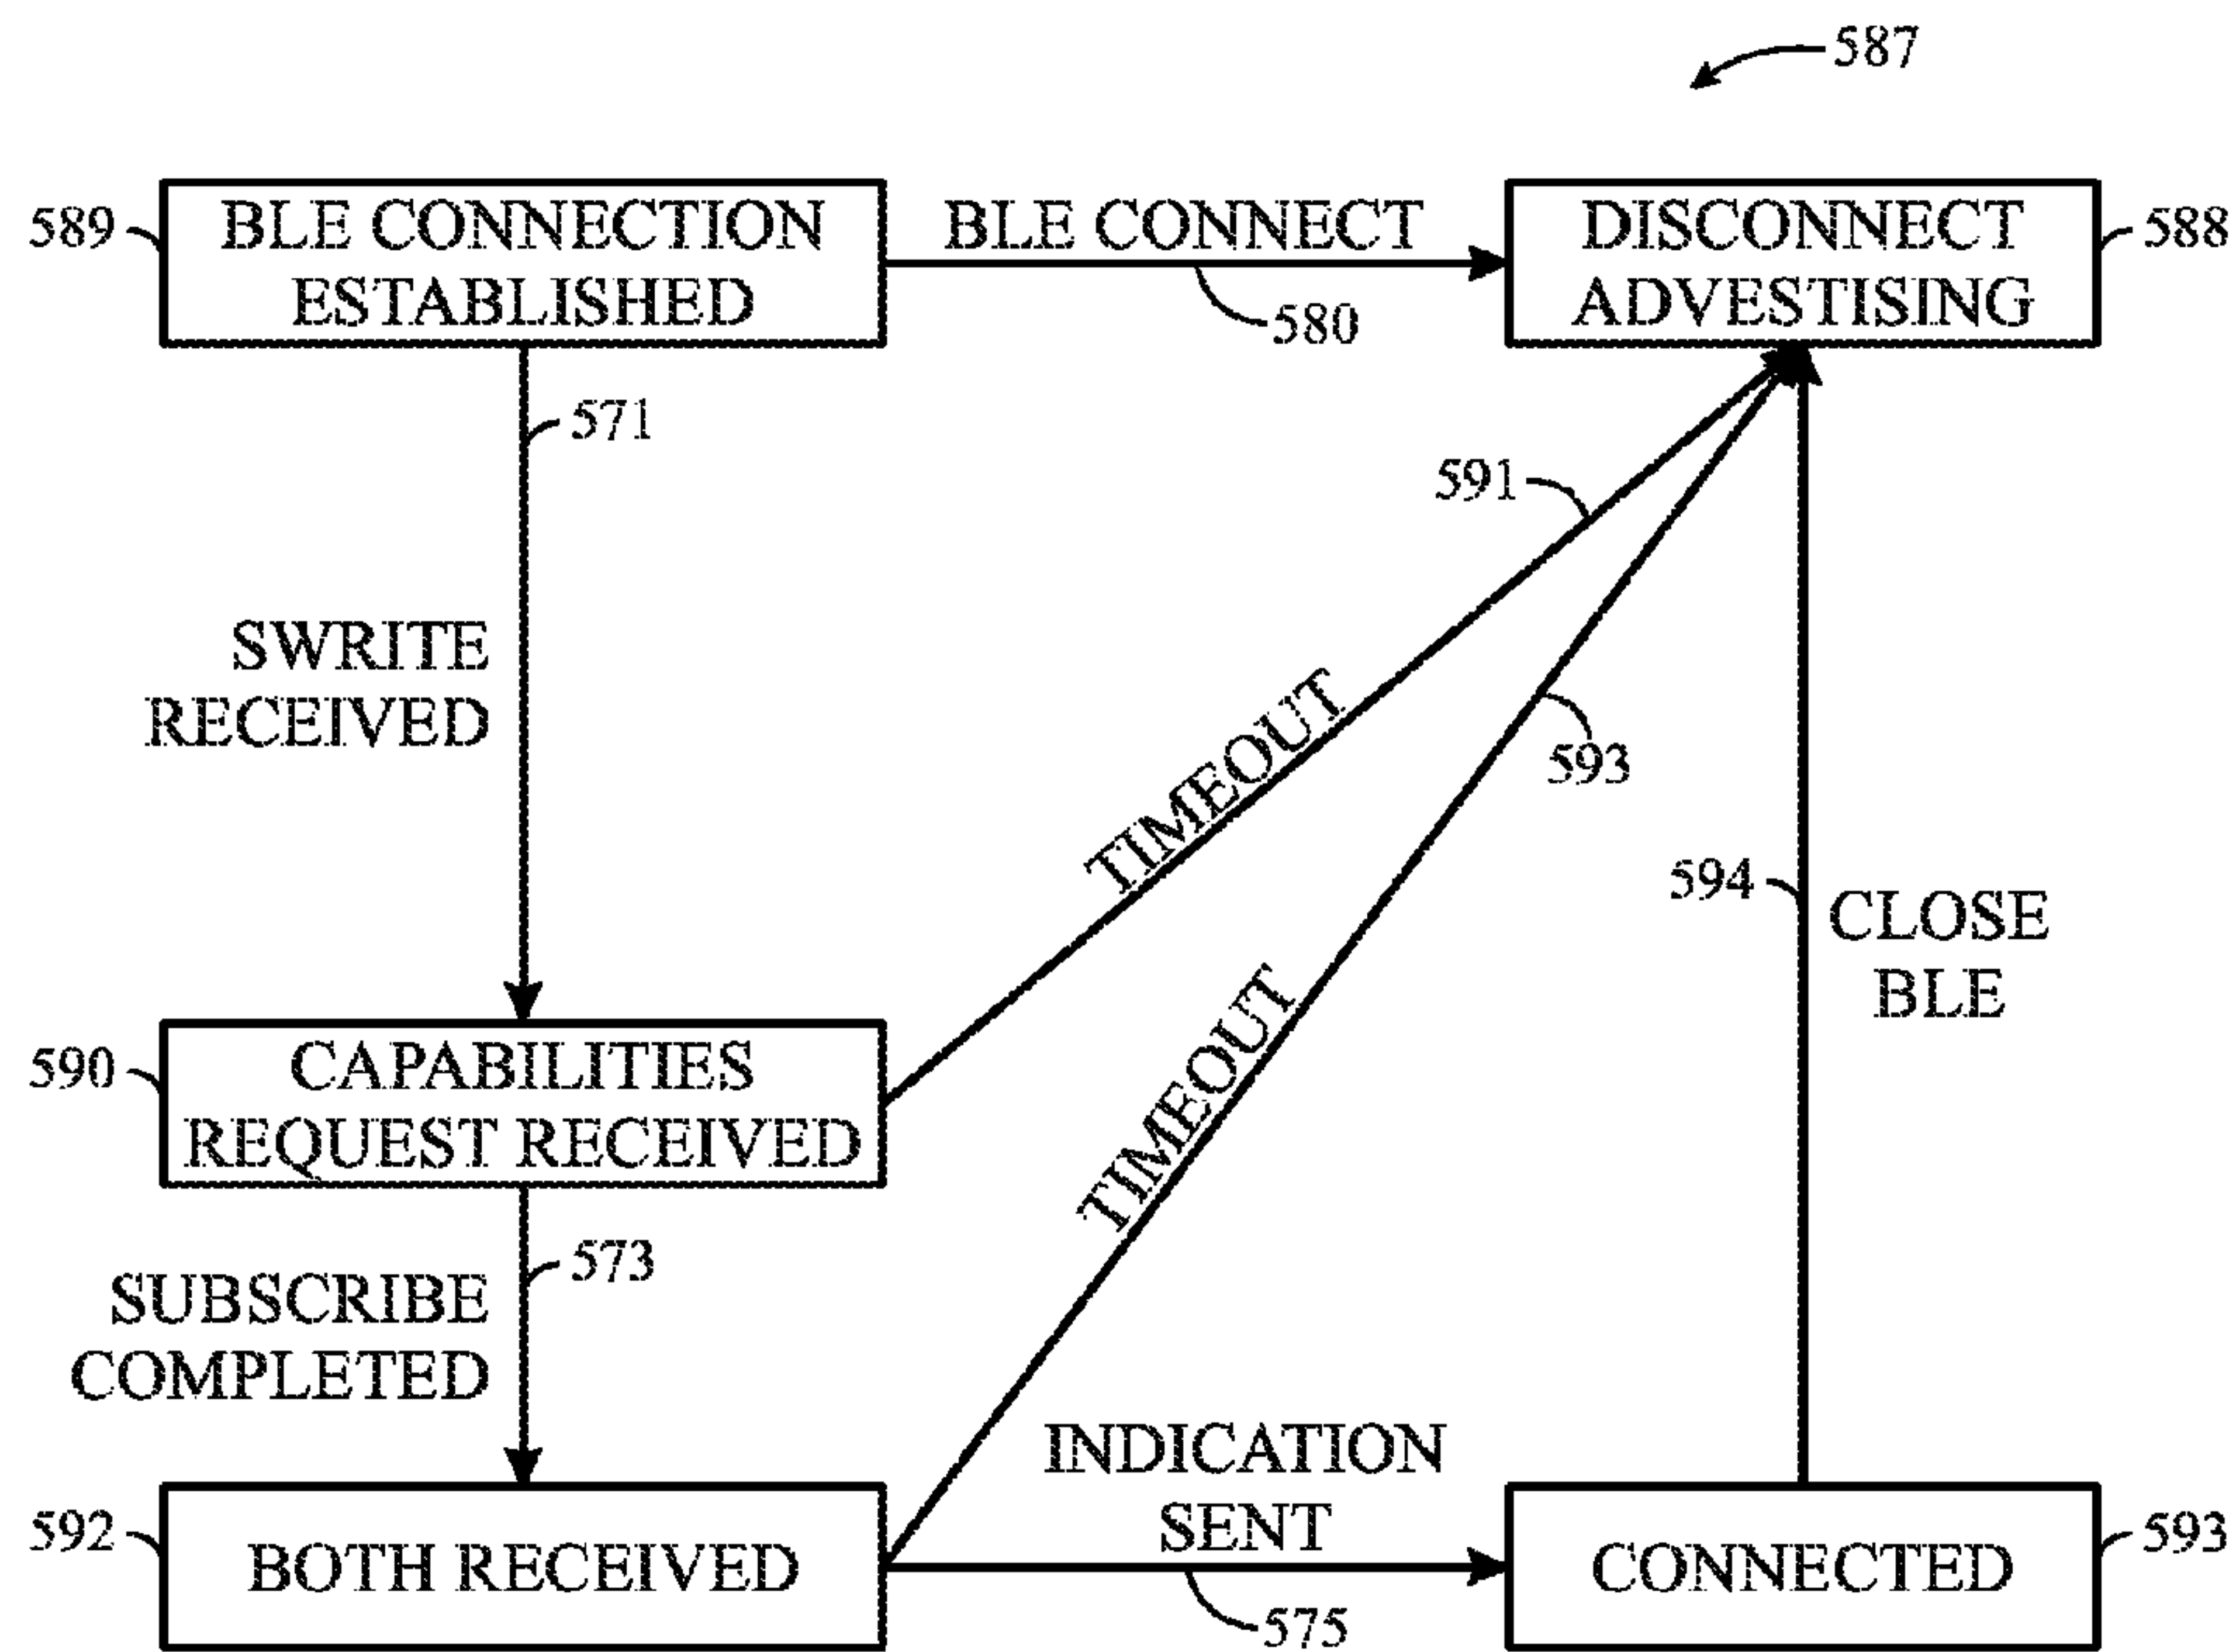 587
589
BLE CONNECTION
ESTABLISHED
BLE CONNECT
580
DISCONNECT
ADVESTISING
588
571
SWRITE
RECEIVED
591
TIMEOUT
593
TIMEOUT
594
CLOSE
BLE
590
CAPABILITIES
REQUEST RECEIVED
573
SUBSCRIBE
COMPLETED
592
BOTH RECEIVED
INDICATION
SENT
575
CONNECTED
593